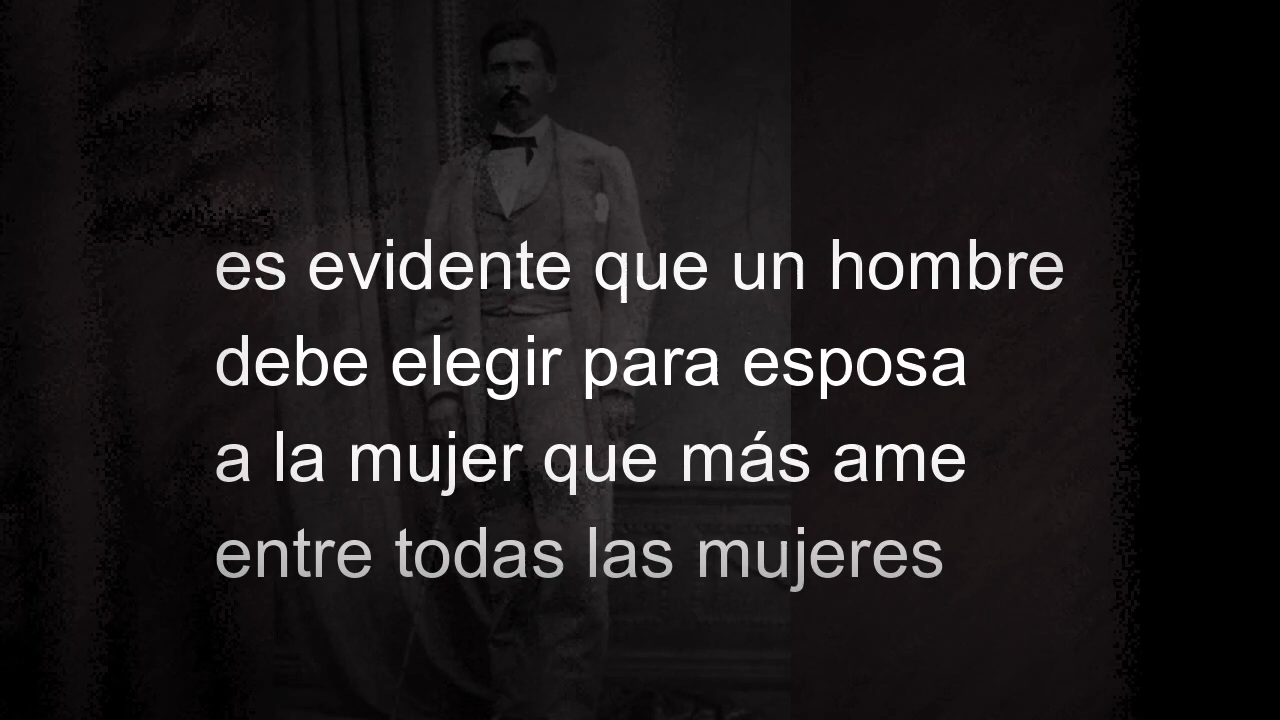 es evidente que un hombre
debe elegir para esposa
a la mujer que más ame
entre todas las mujeres